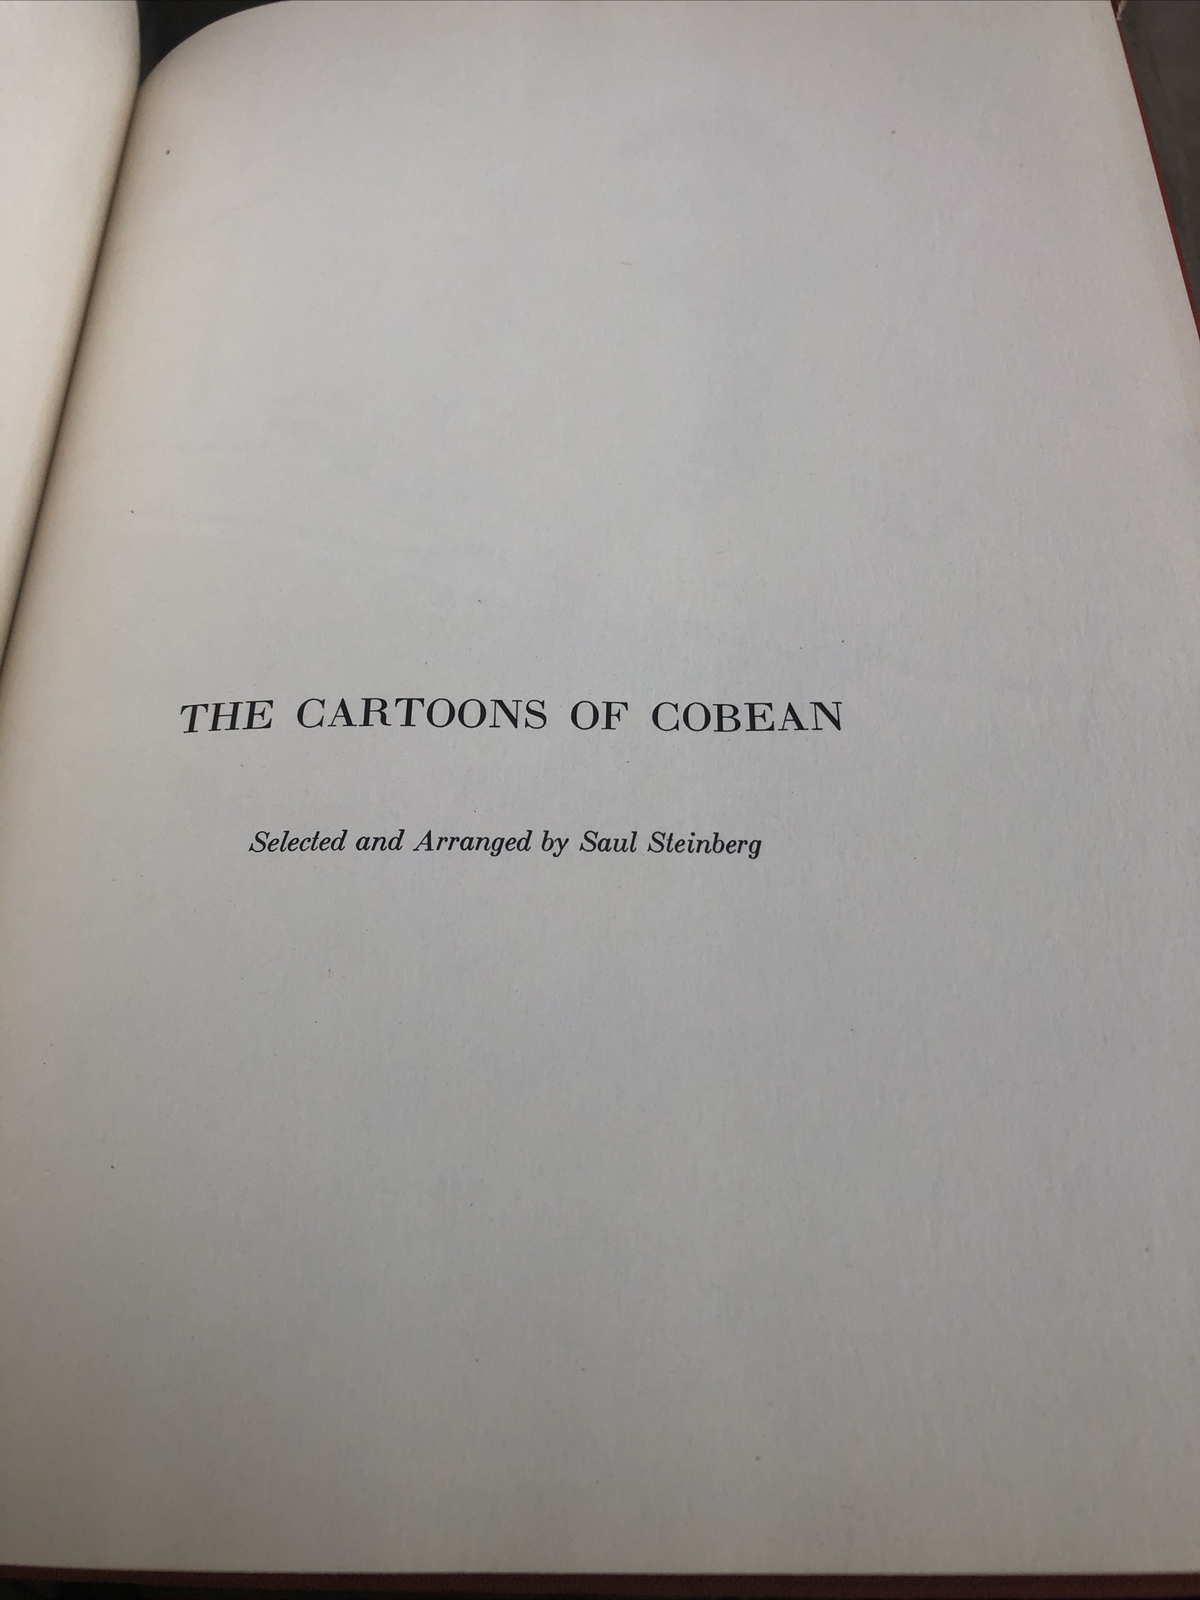 THE CARTOONS OF COBEAN
Selected and Arranged by Saul Steinberg